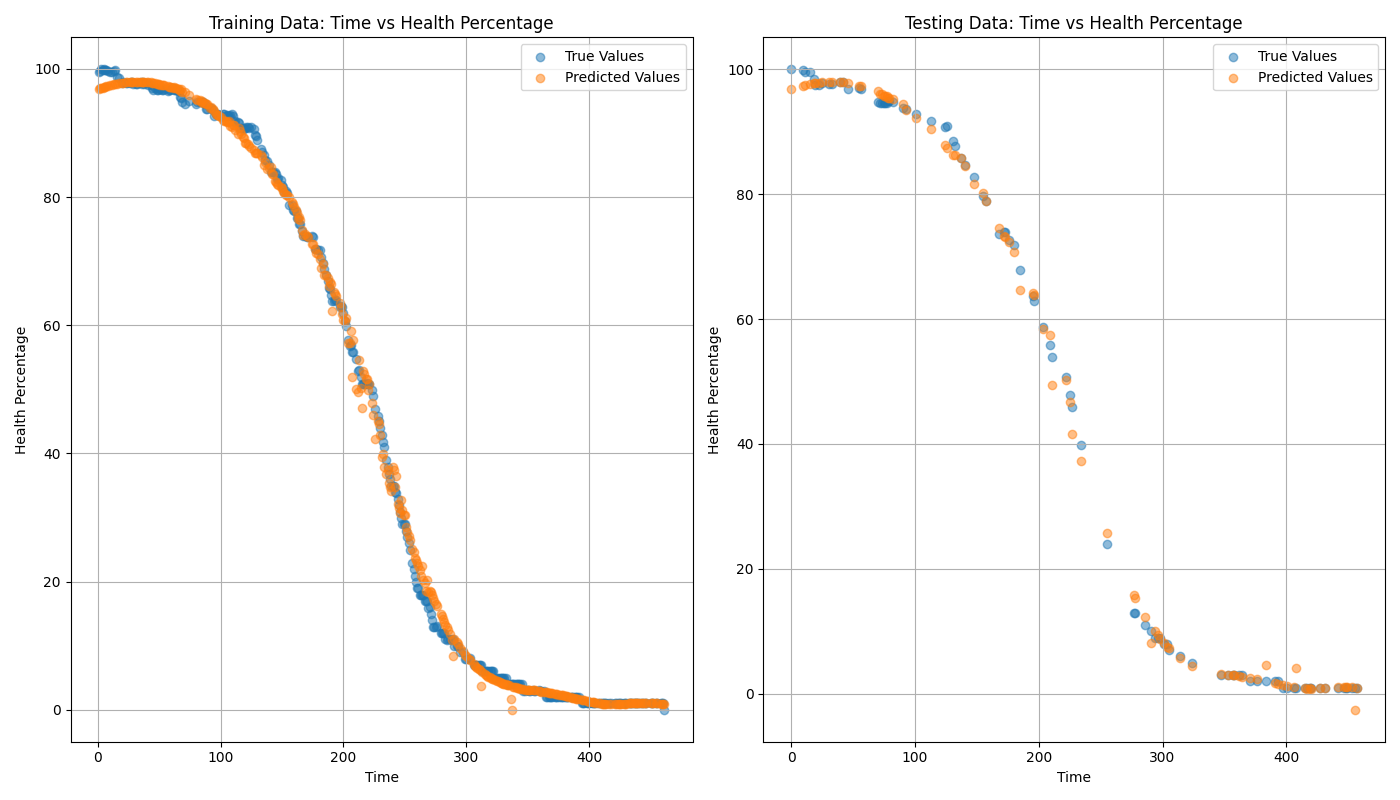 Training Data: Time vs Health Percentage
True Values
Predicted Values
100
80
60
40
20
0
Health Percentage
0 100 200 300 400
Time
Testing Data: Time vs Health Percentage
True Values
Predicted Values
100
80
60
40
20
0
Health Percentage
0 100 200 300 400
Time